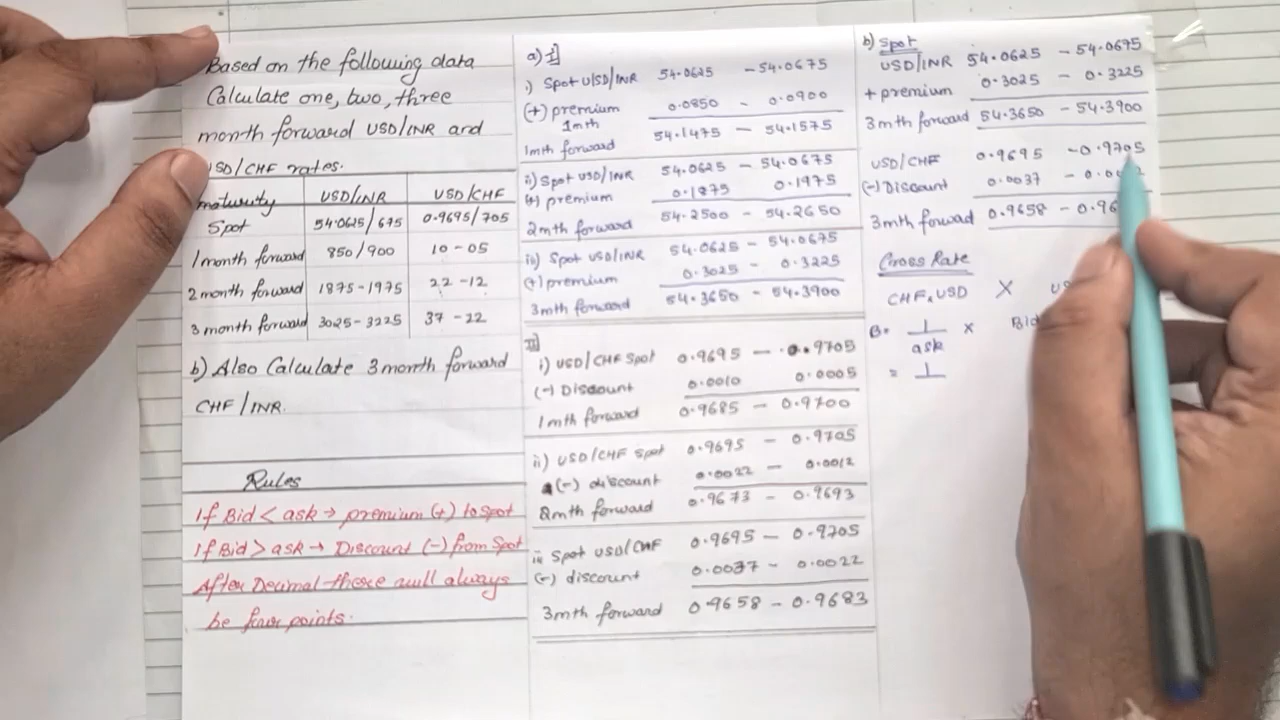 Based on the following data
Calculate one, two, three
month forward USD/INR and
USD/CHF rates.
maturity USD/INR USD/CHF
Spot 54.0625/675 0.9695/705
1 month forward 850/900 10-05
2 month forward 1875-1975 22-12
3 month forward 3025-3225 37-22
b) Also Calculate 3 month forward
CHF/INR.
Rules
If Bid < ask → premium (+) to Spot
If Bid > ask → Discount (-) from Spot
After Decimal there will always
be four points.
a) I]
i) Spot USD/INR 54.0625 - 54.0675
(+) premium 0.0850 - 0.0900
1mth
1mth forward 54.1475 - 54.1575
ii) Spot USD/INR 54.0625 - 54.0675
(+) premium 0.1875 0.1975
2mth forward 54.2500 - 54.2650
iii) Spot USD/INR 54.0625 - 54.0675
(+) premium 0.3025 - 0.3225
3mth forward 54.3650 - 54.3900
II]
i) USD/CHF Spot 0.9695 - 0.9705
(-) Discount 0.0010 0.0005
1mth forward 0.9685 - 0.9700
ii) USD/CHF Spot 0.9695 - 0.9705
(-) discount 0.0022 - 0.0012
2mth forward 0.9673 - 0.9693
iii Spot USD/CHF 0.9695 - 0.9705
(-) discount 0.0037 - 0.0022
3mth forward 0.9658 - 0.9683
b) Spot
USD/INR 54.0625 - 54.0675
+ premium 0.3025 - 0.3225
3mth forward 54.3650 - 54.3900
USD/CHF 0.9695 - 0.9705
(-) Discount 0.0037
3mth forwad 0.9658
Cross Rate
CHF & USD X
B = 1/ask x Bid
= 1